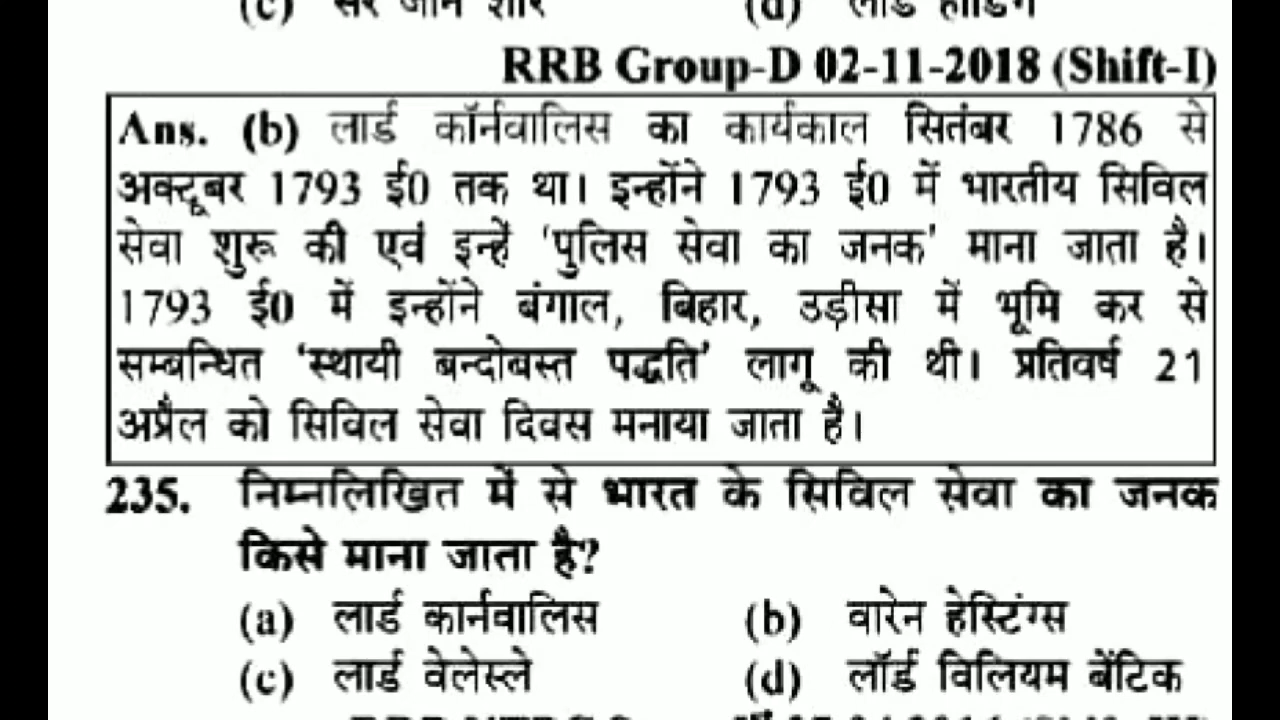 (c) सर जॉन शोर (d) लॉर्ड हार्डिंग
RRB Group-D 02-11-2018 (Shift-I)
Ans. (b) लार्ड कॉर्नवालिस का कार्यकाल सितंबर 1786 से
अक्टूबर 1793 ई0 तक था। इन्होंने 1793 ई0 में भारतीय सिविल
सेवा शुरू की एवं इन्हें ‘पुलिस सेवा का जनक’ माना जाता है।
1793 ई0 में इन्होंने बंगाल, बिहार, उड़ीसा में भूमि कर से
सम्बन्धित ‘स्थायी बन्दोबस्त पद्धति’ लागू की थी। प्रतिवर्ष 21
अप्रैल को सिविल सेवा दिवस मनाया जाता है।
235. निम्नलिखित में से भारत के सिविल सेवा का जनक
किसे माना जाता है?
(a) लार्ड कार्नवालिस (b) वारेन हेस्टिंग्स
(c) लार्ड वेलेस्ले (d) लॉर्ड विलियम बेंटिक